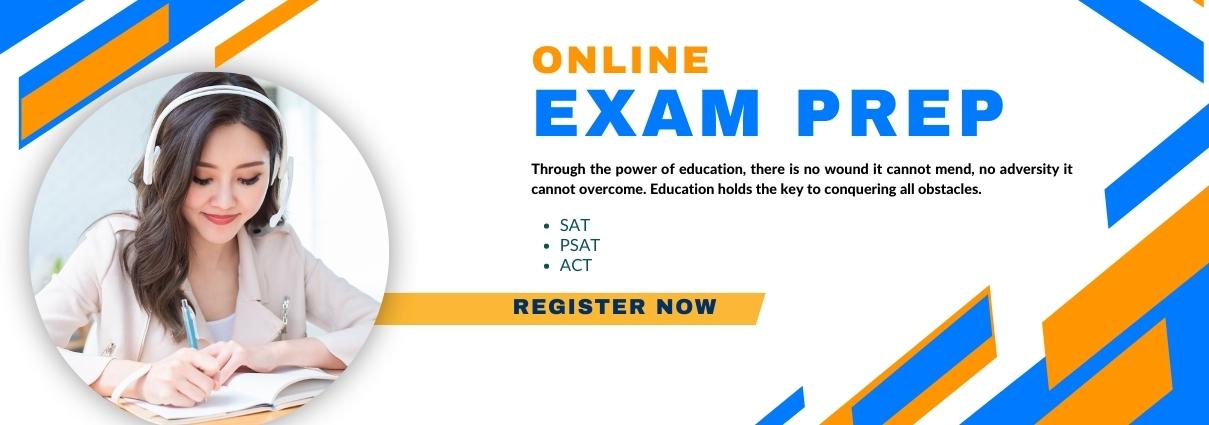 ONLINE
EXAM PREP
Through the power of education, there is no wound it cannot mend, no adversity it
cannot overcome. Education holds the key to conquering all obstacles.
• SAT
• PSAT
• ACT
REGISTER NOW